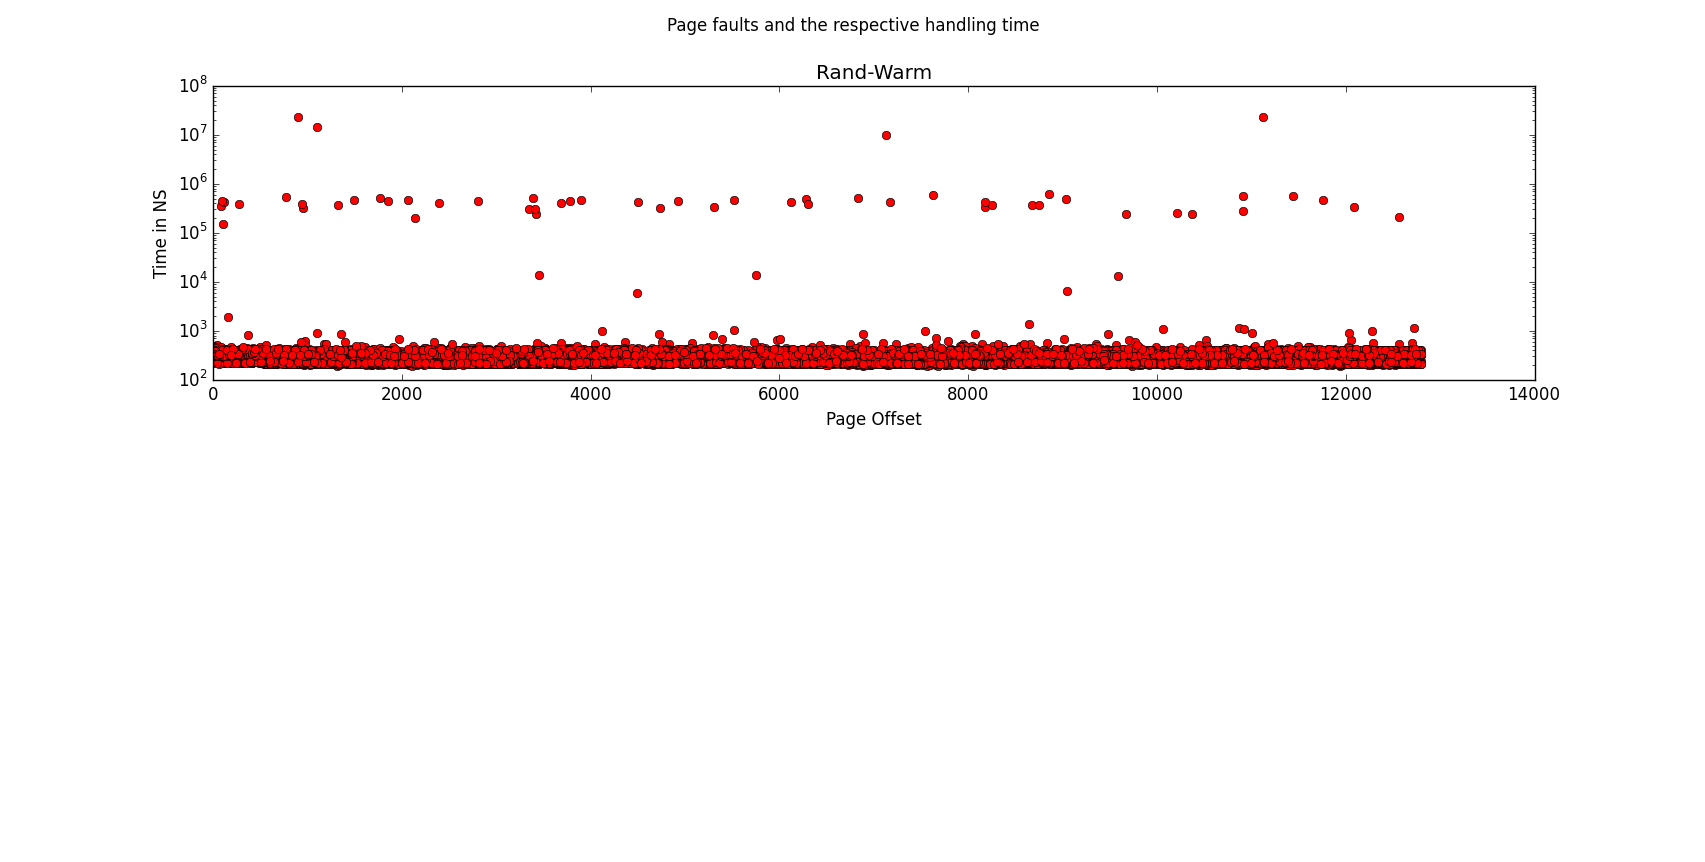 Page faults and the respective handling time
Rand-Warm
10^8
10^7
10^6
10^5
10^4
10^3
10^2
Time in NS
0 2000 4000 6000 8000 10000 12000 14000
Page Offset